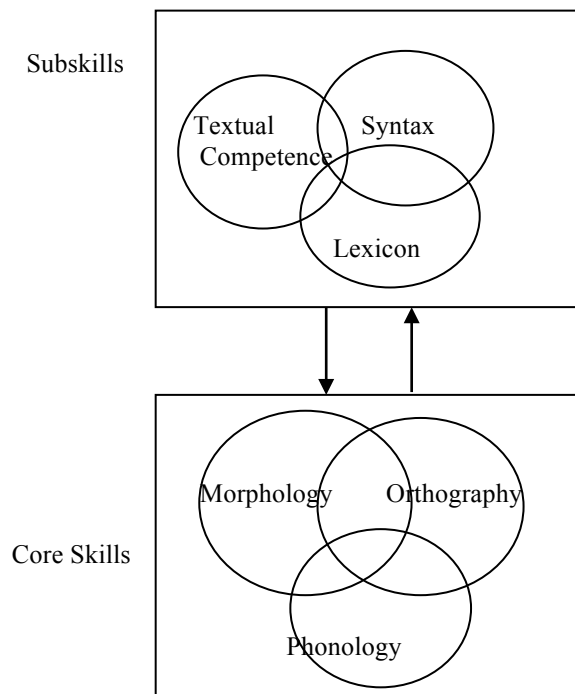 Subskills
Textual
Competence
Syntax
Lexicon
Core Skills
Morphology
Orthography
Phonology